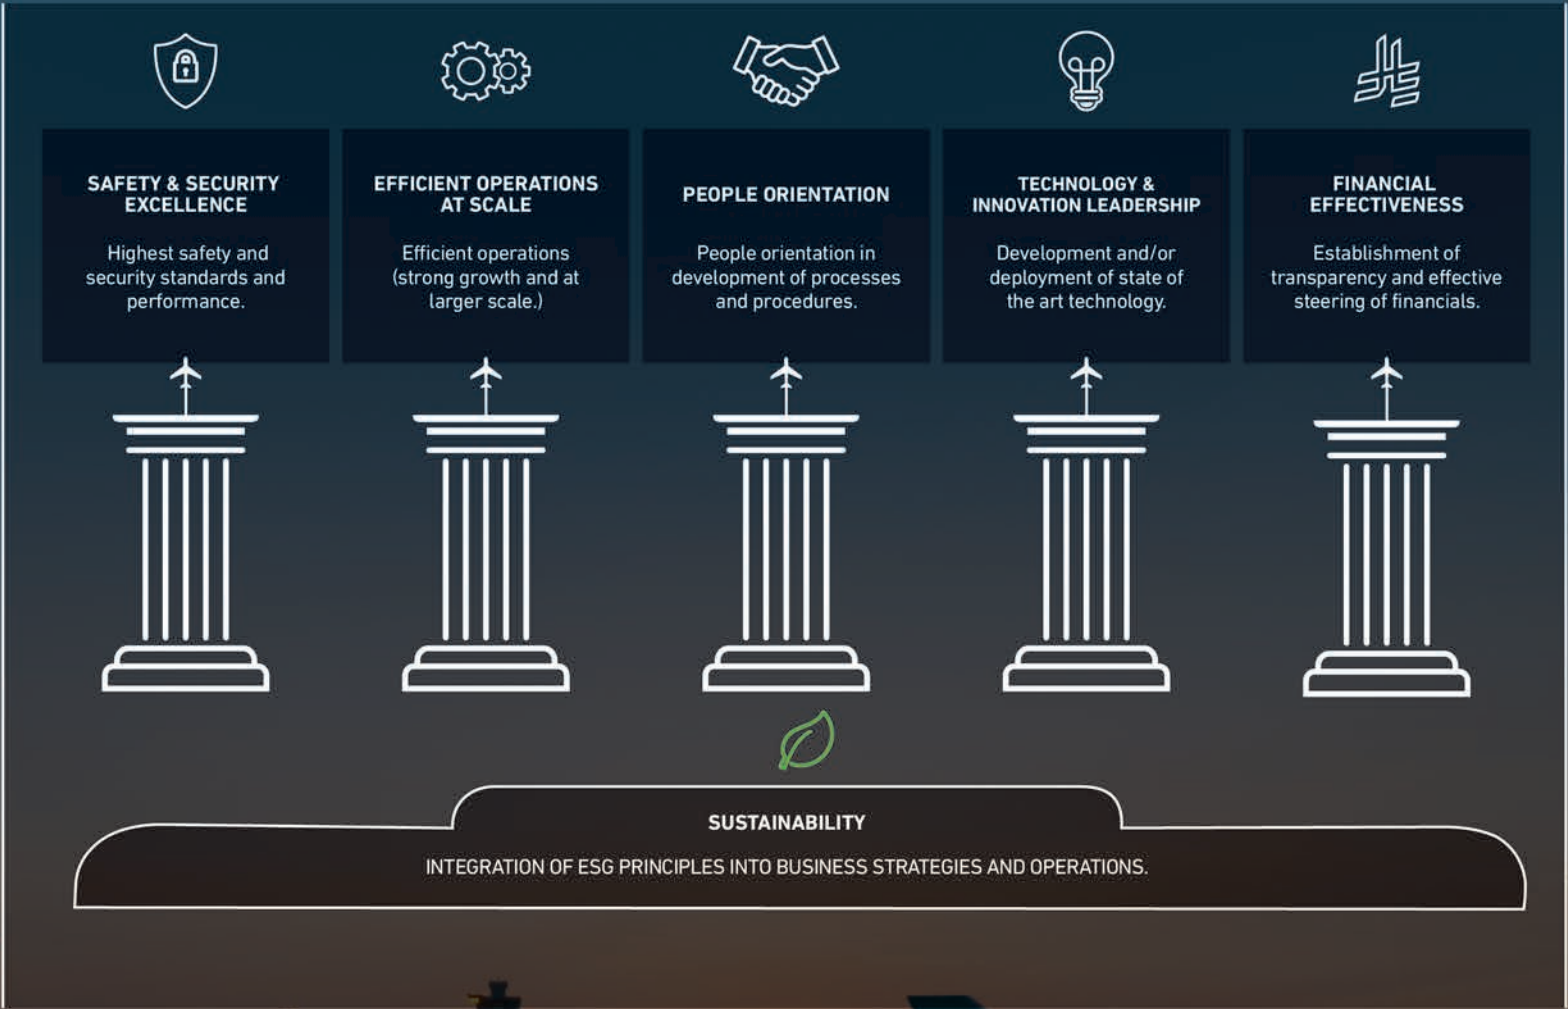 SAFETY & SECURITY
EXCELLENCE
Highest safety and
security standards and
performance.
EFFICIENT OPERATIONS
AT SCALE
Efficient operations
(strong growth and at
larger scale.)
PEOPLE ORIENTATION
People orientation in
development of processes
and procedures.
TECHNOLOGY &
INNOVATION LEADERSHIP
Development and/or
deployment of state of
the art technology.
FINANCIAL
EFFECTIVENESS
Establishment of
transparency and effective
steering of financials.
SUSTAINABILITY
INTEGRATION OF ESG PRINCIPLES INTO BUSINESS STRATEGIES AND OPERATIONS.